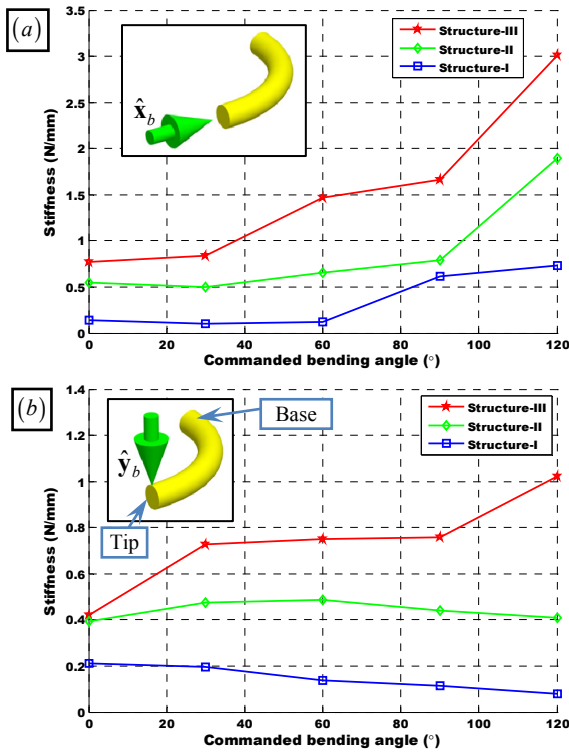 (a)
3.5
3
2.5
2
1.5
1
0.5
0
Stiffness (N/mm)
x̂b
Structure-III
Structure-II
Structure-I
0 20 40 60 80 100 120
Commanded bending angle (°)
(b)
1.4
1.2
1
0.8
0.6
0.4
0.2
0
Stiffness (N/mm)
Base
ŷb
Tip
Structure-III
Structure-II
Structure-I
0 20 40 60 80 100 120
Commanded bending angle (°)